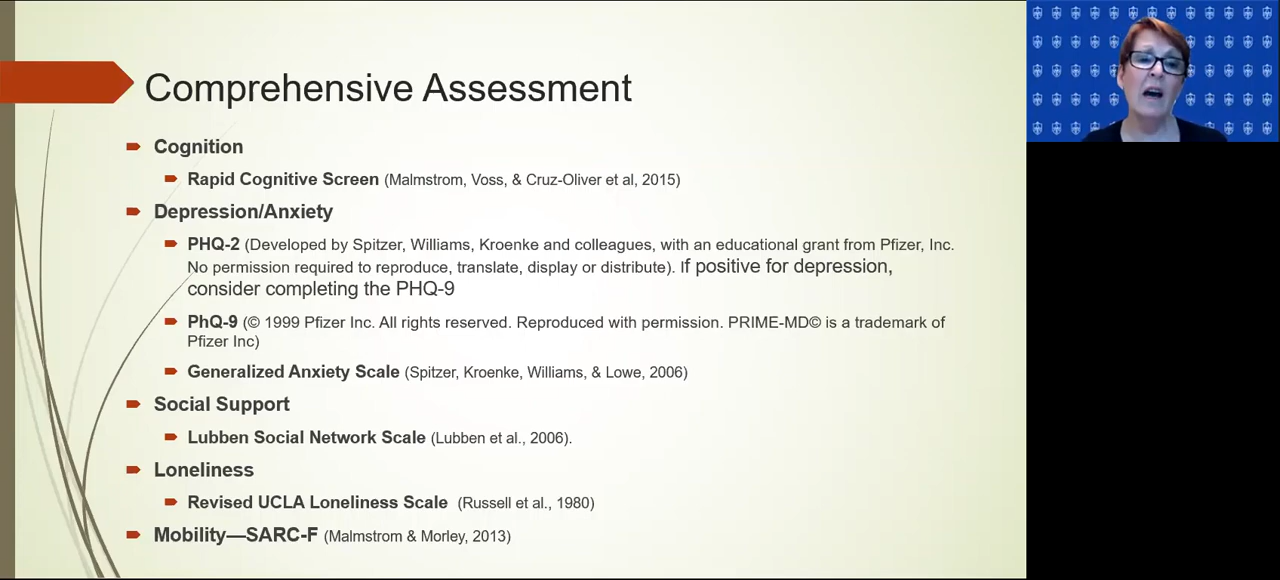 Comprehensive Assessment
Cognition
Rapid Cognitive Screen (Malmstrom, Voss, & Cruz-Oliver et al, 2015)
Depression/Anxiety
PHQ-2 (Developed by Spitzer, Williams, Kroenke and colleagues, with an educational grant from Pfizer, Inc.
No permission required to reproduce, translate, display or distribute). If positive for depression,
consider completing the PHQ-9
PhQ-9 (© 1999 Pfizer Inc. All rights reserved. Reproduced with permission. PRIME-MD© is a trademark of
Pfizer Inc)
Generalized Anxiety Scale (Spitzer, Kroenke, Williams, & Lowe, 2006)
Social Support
Lubben Social Network Scale (Lubben et al., 2006).
Loneliness
Revised UCLA Loneliness Scale (Russell et al., 1980)
Mobility—SARC-F (Malmstrom & Morley, 2013)